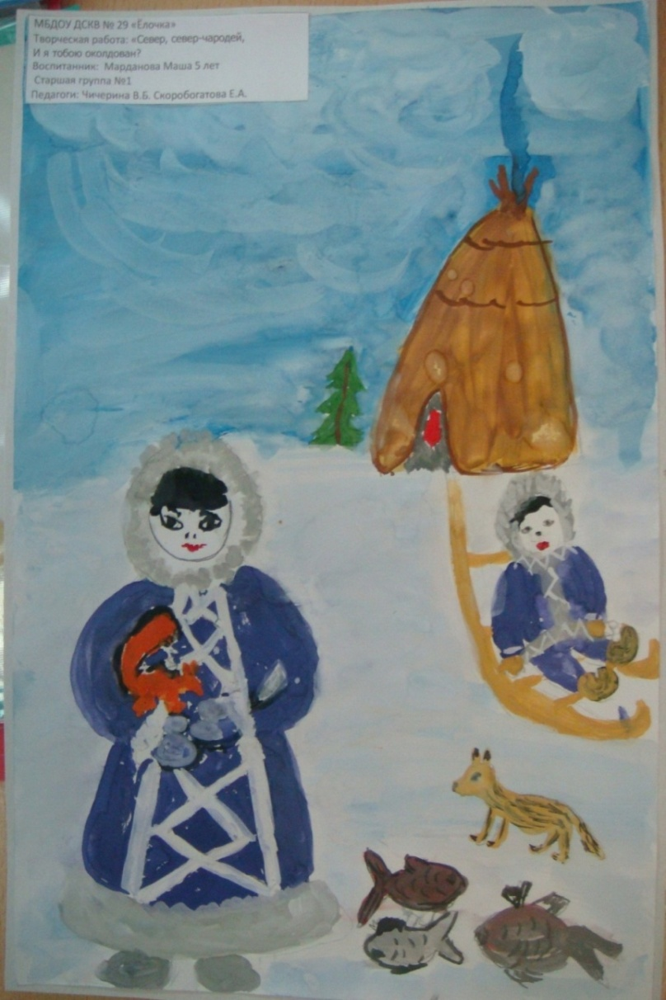 МБДОУ ДСКВ № 29 «Ёлочка»
Творческая работа: «Север, север-чародей,
И я тобою околдован?
Воспитанник: Марданова Маша 5 лет
Старшая группа №1
Педагоги: Чичерина В.Б. Скоробогатова Е.А.